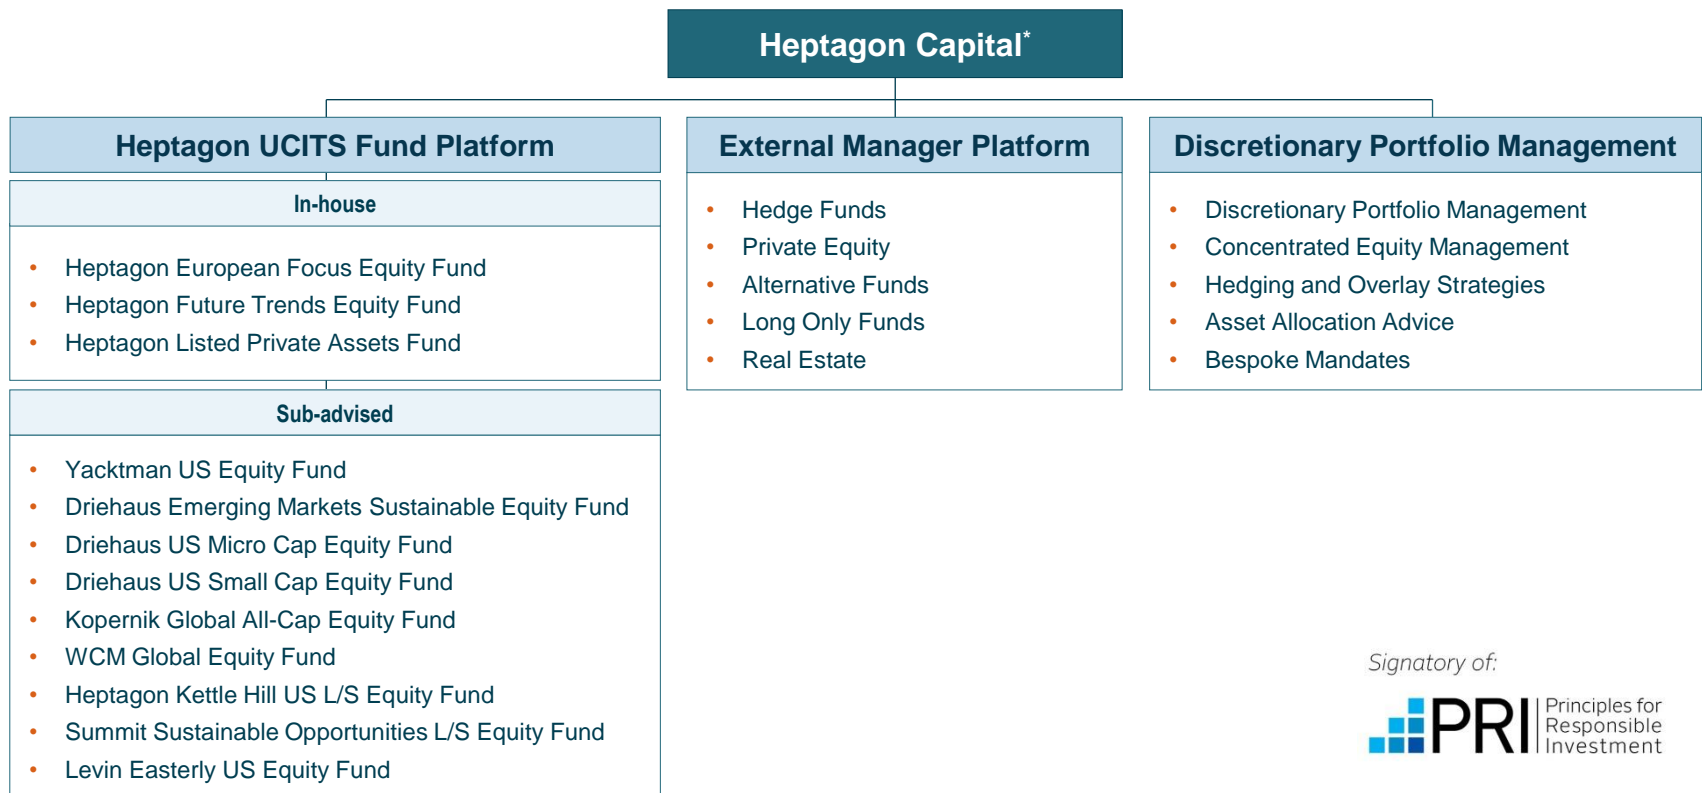 Heptagon Capital*
Heptagon UCITS Fund Platform
In-house
• Heptagon European Focus Equity Fund
• Heptagon Future Trends Equity Fund
• Heptagon Listed Private Assets Fund
Sub-advised
• Yacktman US Equity Fund
• Driehaus Emerging Markets Sustainable Equity Fund
• Driehaus US Micro Cap Equity Fund
• Driehaus US Small Cap Equity Fund
• Kopernik Global All-Cap Equity Fund
• WCM Global Equity Fund
• Heptagon Kettle Hill US L/S Equity Fund
• Summit Sustainable Opportunities L/S Equity Fund
• Levin Easterly US Equity Fund
External Manager Platform
• Hedge Funds
• Private Equity
• Alternative Funds
• Long Only Funds
• Real Estate
Discretionary Portfolio Management
• Discretionary Portfolio Management
• Concentrated Equity Management
• Hedging and Overlay Strategies
• Asset Allocation Advice
• Bespoke Mandates
Signatory of:
PRI
Principles for
Responsible
Investment